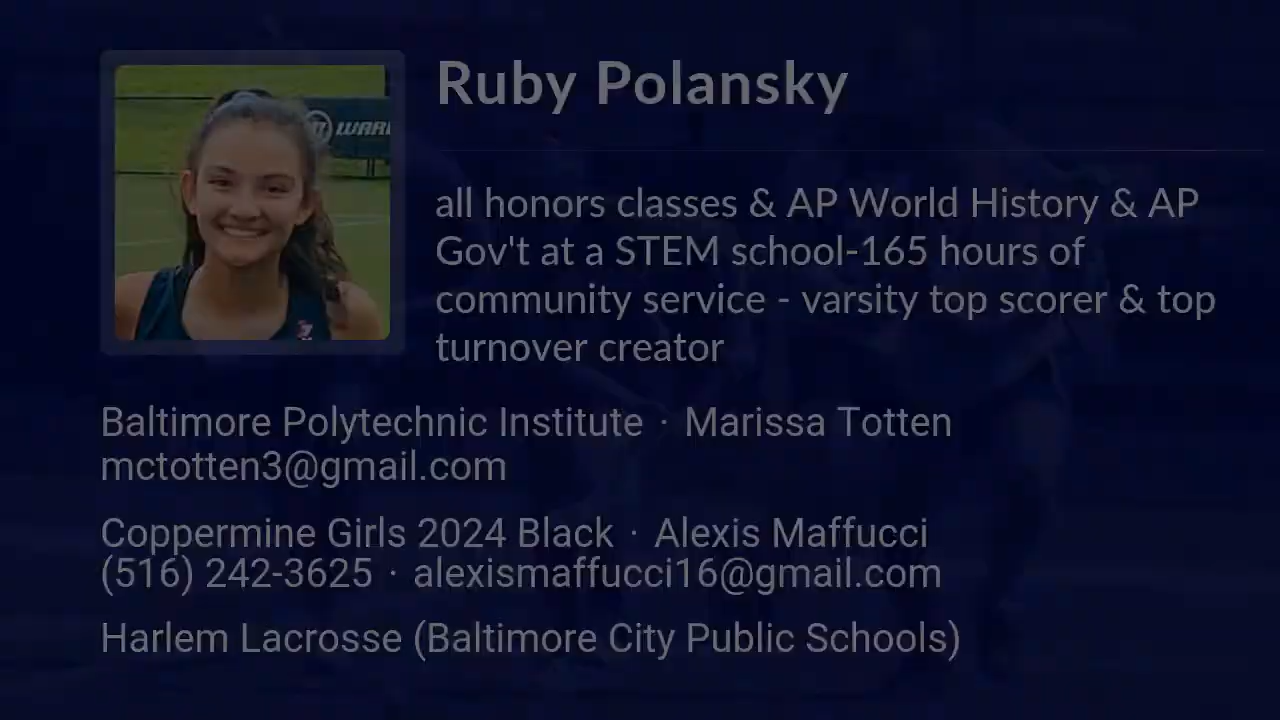 Ruby Polansky
all honors classes & AP World History & AP
Gov't at a STEM school-165 hours of
community service - varsity top scorer & top
turnover creator
Baltimore Polytechnic Institute · Marissa Totten
mctotten3@gmail.com
Coppermine Girls 2024 Black · Alexis Maffucci
(516) 242-3625 · alexismaffucci16@gmail.com
Harlem Lacrosse (Baltimore City Public Schools)